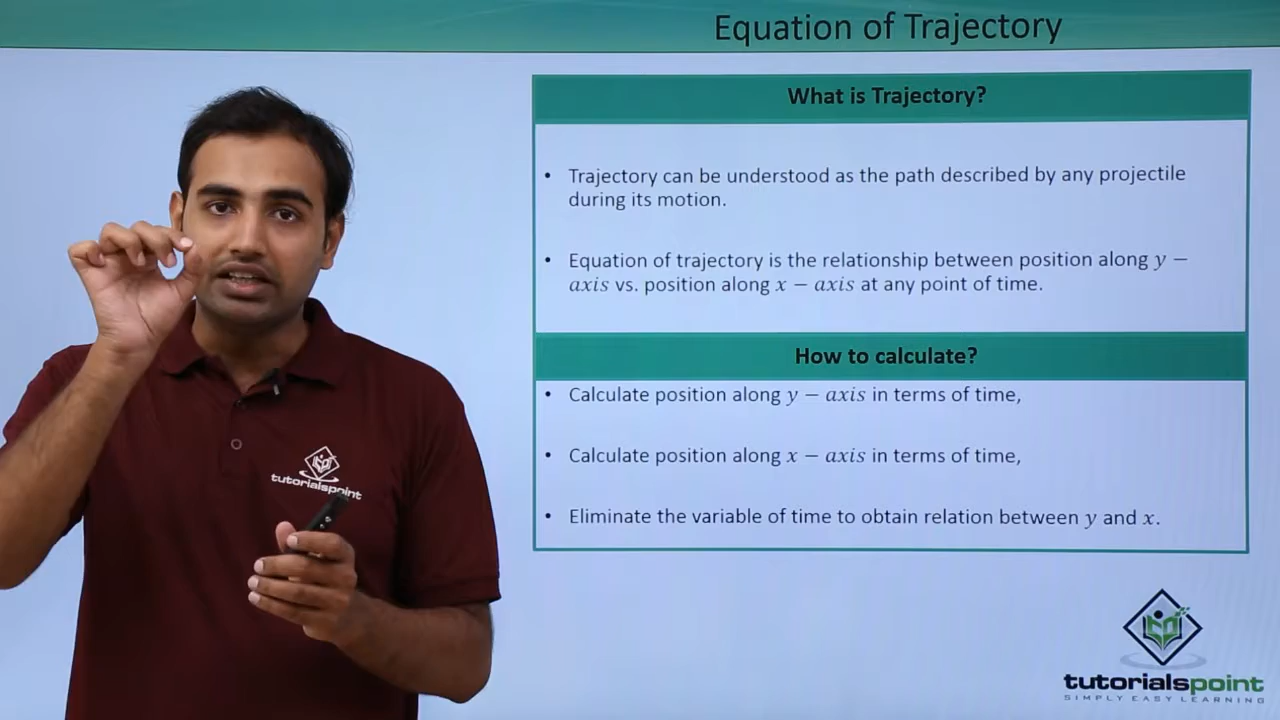 Equation of Trajectory
What is Trajectory?
• Trajectory can be understood as the path described by any projectile
during its motion.
• Equation of trajectory is the relationship between position along y −
axis vs. position along x − axis at any point of time.
How to calculate?
• Calculate position along y − axis in terms of time,
• Calculate position along x − axis in terms of time,
• Eliminate the variable of time to obtain relation between y and x.
tutorialspoint
tutorialspoint
SIMPLY EASY LEARNING